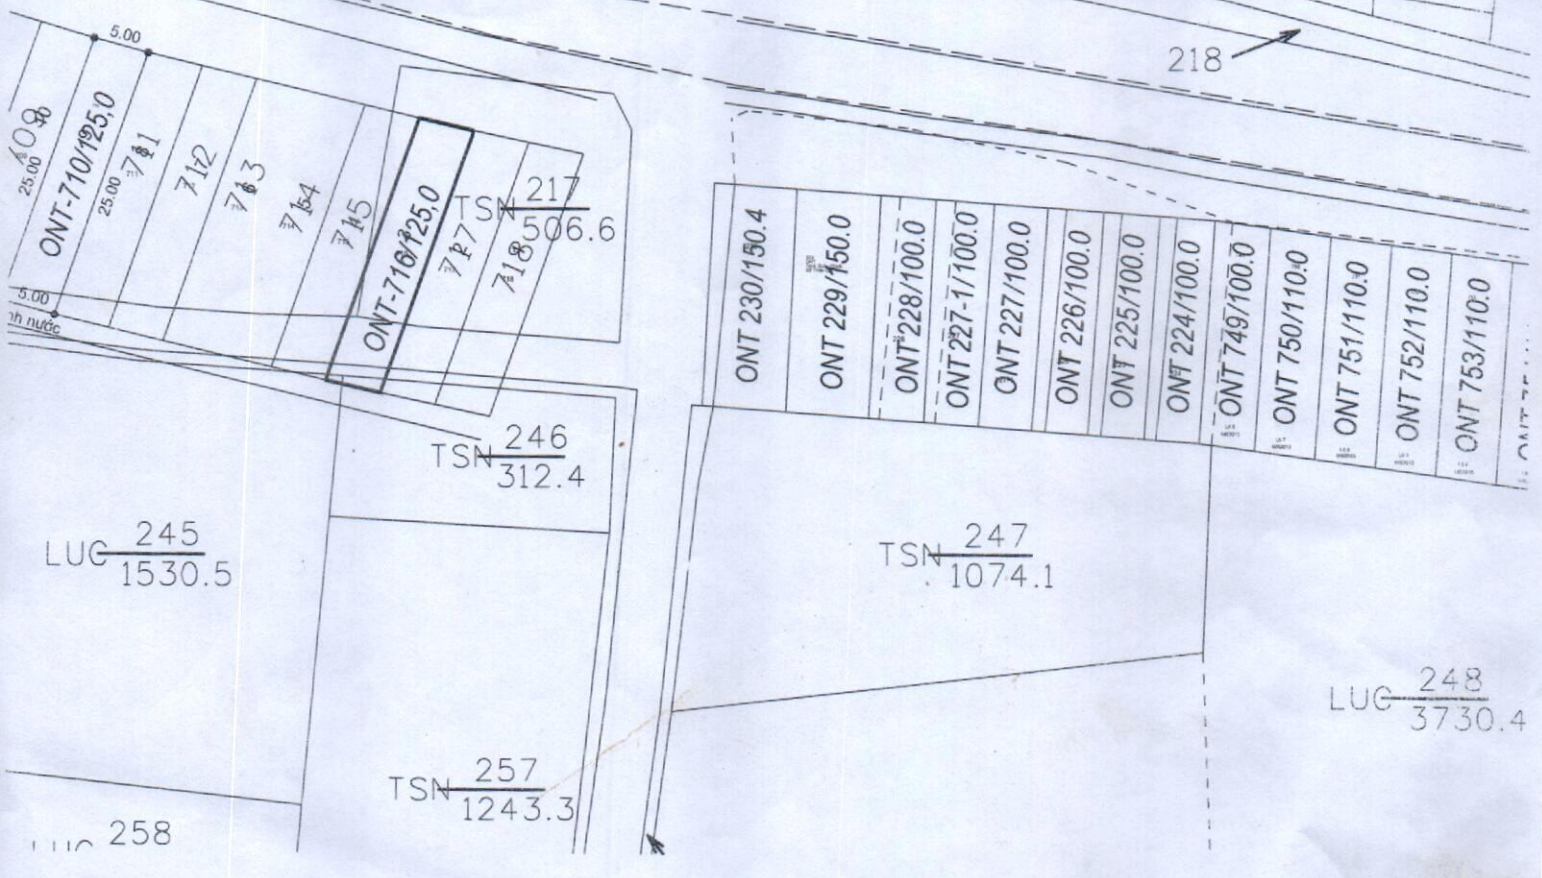 218
5.00
25.00
ONT-710/125,0
25.00
712
713
714
715
ONT-716/125.0
717
718
TSN 217
506.6
5.00
nh nước
ONT 230/150.4
ONT 229/150.0
ONT 228/100.0
ONT 227-1/100.0
ONT 227/100.0
ONT 226/100.0
ONT 225/100.0
ONT 224/100.0
ONT 749/100.0
ONT 750/110.0
ONT 751/110.0
ONT 752/110.0
ONT 753/110.0
TSN 246
312.4
LUC 245
1530.5
TSN 247
1074.1
LUC 248
3730.4
TSN 257
1243.3
LUC 258